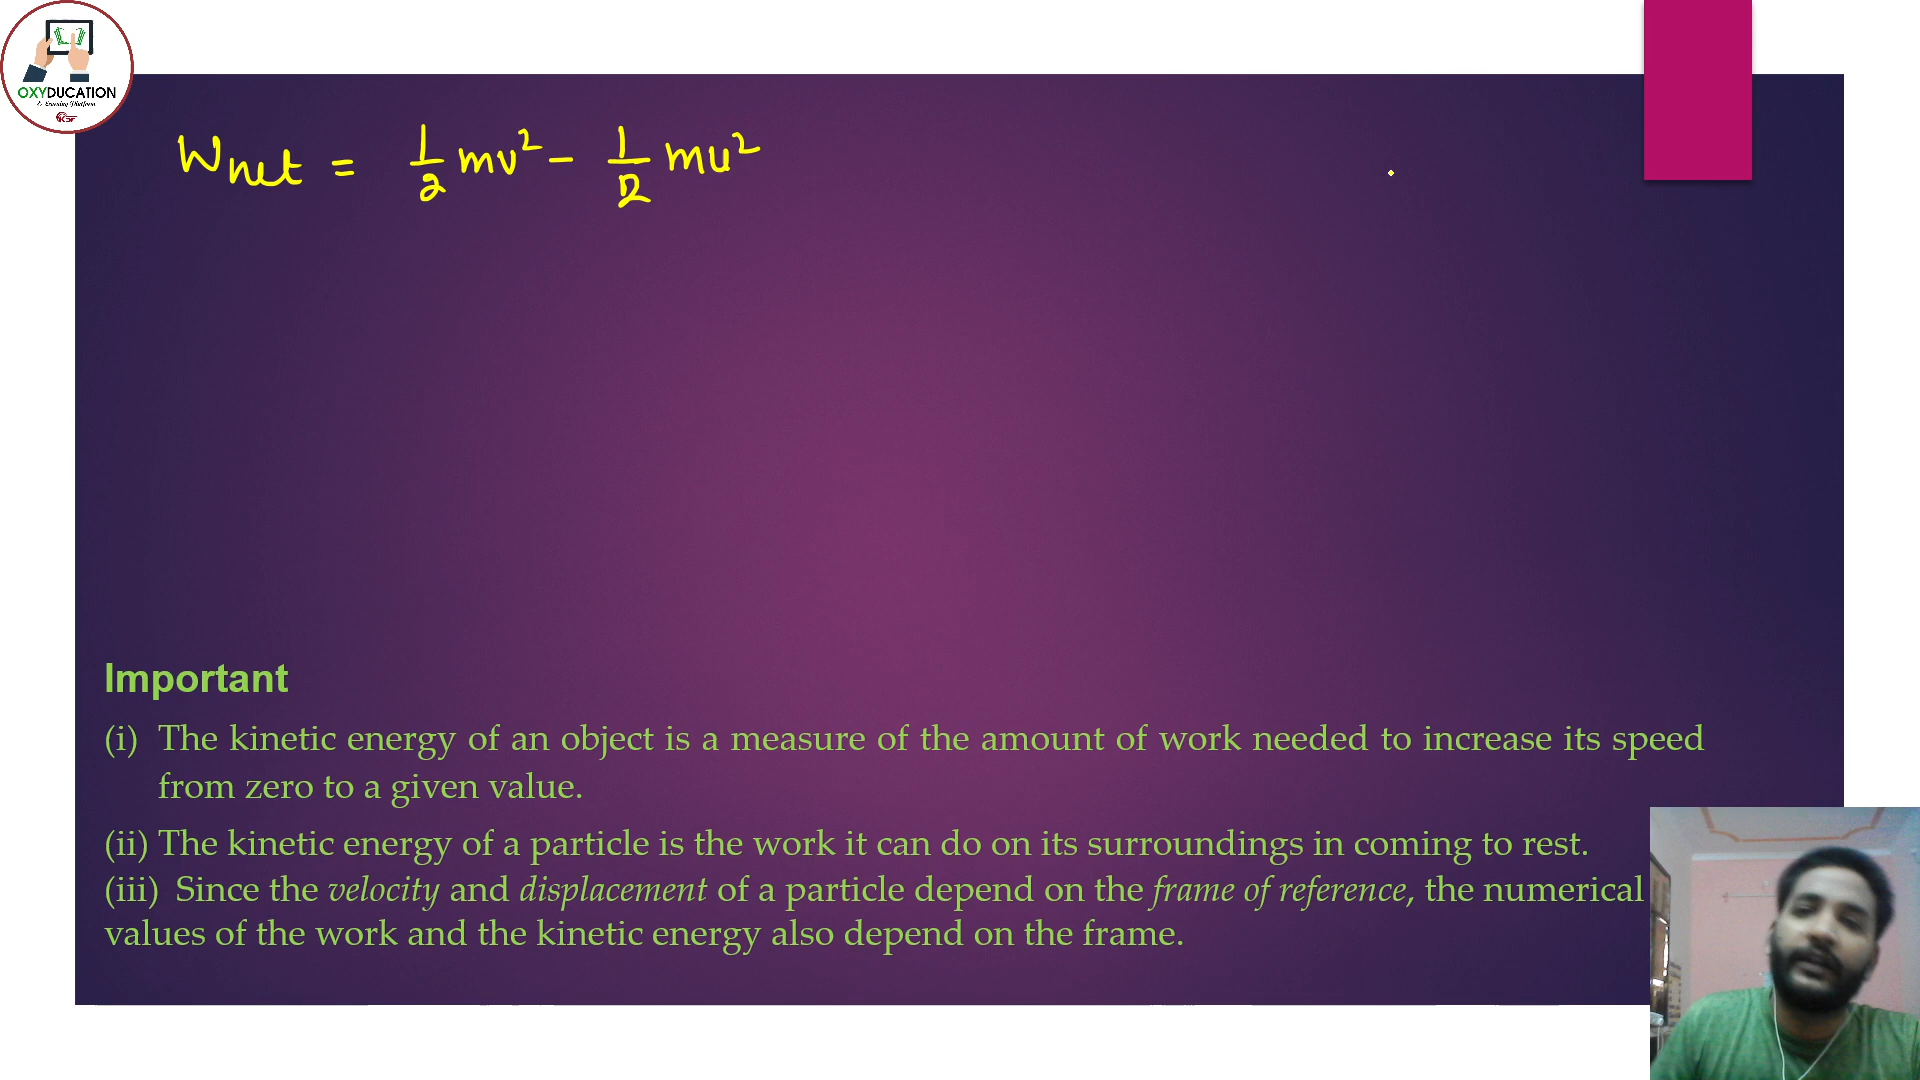 OXYDUCATION
KSF
W_net = 1/2 mv² - 1/2 mu²
Important
(i) The kinetic energy of an object is a measure of the amount of work needed to increase its speed
from zero to a given value.
(ii) The kinetic energy of a particle is the work it can do on its surroundings in coming to rest.
(iii) Since the velocity and displacement of a particle depend on the frame of reference, the numerical
values of the work and the kinetic energy also depend on the frame.